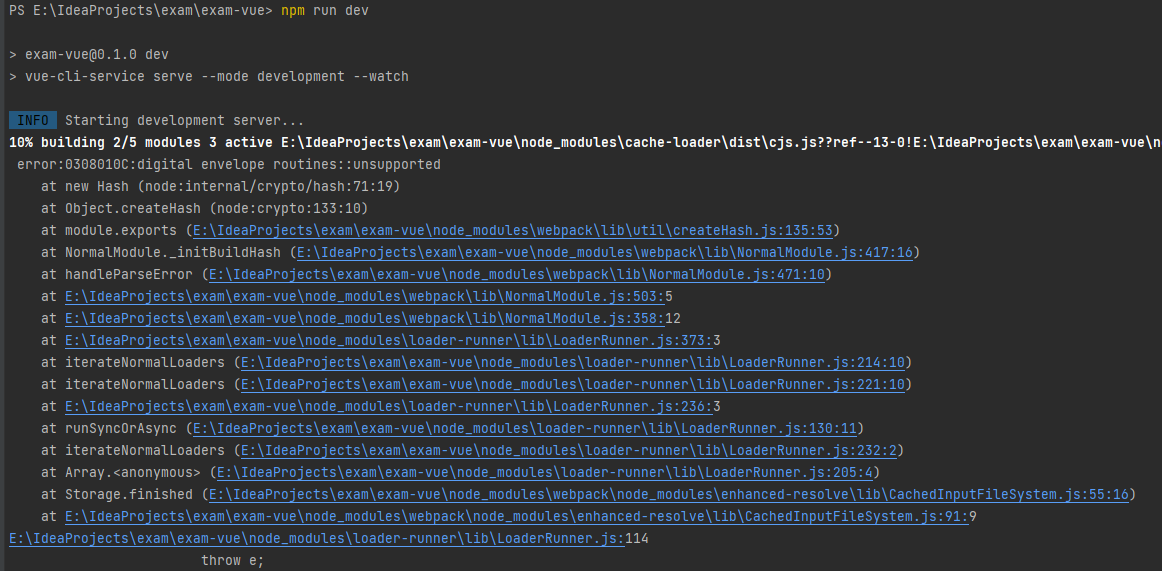 PS E:\IdeaProjects\exam\exam-vue> npm run dev
> exam-vue@0.1.0 dev
> vue-cli-service serve --mode development --watch
INFO Starting development server...
10% building 2/5 modules 3 active E:\IdeaProjects\exam\exam-vue\node_modules\cache-loader\dist\cjs.js??ref--13-0!E:\IdeaProjects\exam\exam-vue\n
error:0308010C:digital envelope routines::unsupported
at new Hash (node:internal/crypto/hash:71:19)
at Object.createHash (node:crypto:133:10)
at module.exports (E:\IdeaProjects\exam\exam-vue\node_modules\webpack\lib\util\createHash.js:135:53)
at NormalModule._initBuildHash (E:\IdeaProjects\exam\exam-vue\node_modules\webpack\lib\NormalModule.js:417:16)
at handleParseError (E:\IdeaProjects\exam\exam-vue\node_modules\webpack\lib\NormalModule.js:471:10)
at E:\IdeaProjects\exam\exam-vue\node_modules\webpack\lib\NormalModule.js:503:5
at E:\IdeaProjects\exam\exam-vue\node_modules\webpack\lib\NormalModule.js:358:12
at E:\IdeaProjects\exam\exam-vue\node_modules\loader-runner\lib\LoaderRunner.js:373:3
at iterateNormalLoaders (E:\IdeaProjects\exam\exam-vue\node_modules\loader-runner\lib\LoaderRunner.js:214:10)
at iterateNormalLoaders (E:\IdeaProjects\exam\exam-vue\node_modules\loader-runner\lib\LoaderRunner.js:221:10)
at E:\IdeaProjects\exam\exam-vue\node_modules\loader-runner\lib\LoaderRunner.js:236:3
at runSyncOrAsync (E:\IdeaProjects\exam\exam-vue\node_modules\loader-runner\lib\LoaderRunner.js:130:11)
at iterateNormalLoaders (E:\IdeaProjects\exam\exam-vue\node_modules\loader-runner\lib\LoaderRunner.js:232:2)
at Array.<anonymous> (E:\IdeaProjects\exam\exam-vue\node_modules\loader-runner\lib\LoaderRunner.js:205:4)
at Storage.finished (E:\IdeaProjects\exam\exam-vue\node_modules\webpack\node_modules\enhanced-resolve\lib\CachedInputFileSystem.js:55:16)
at E:\IdeaProjects\exam\exam-vue\node_modules\webpack\node_modules\enhanced-resolve\lib\CachedInputFileSystem.js:91:9
E:\IdeaProjects\exam\exam-vue\node_modules\loader-runner\lib\LoaderRunner.js:114
throw e;